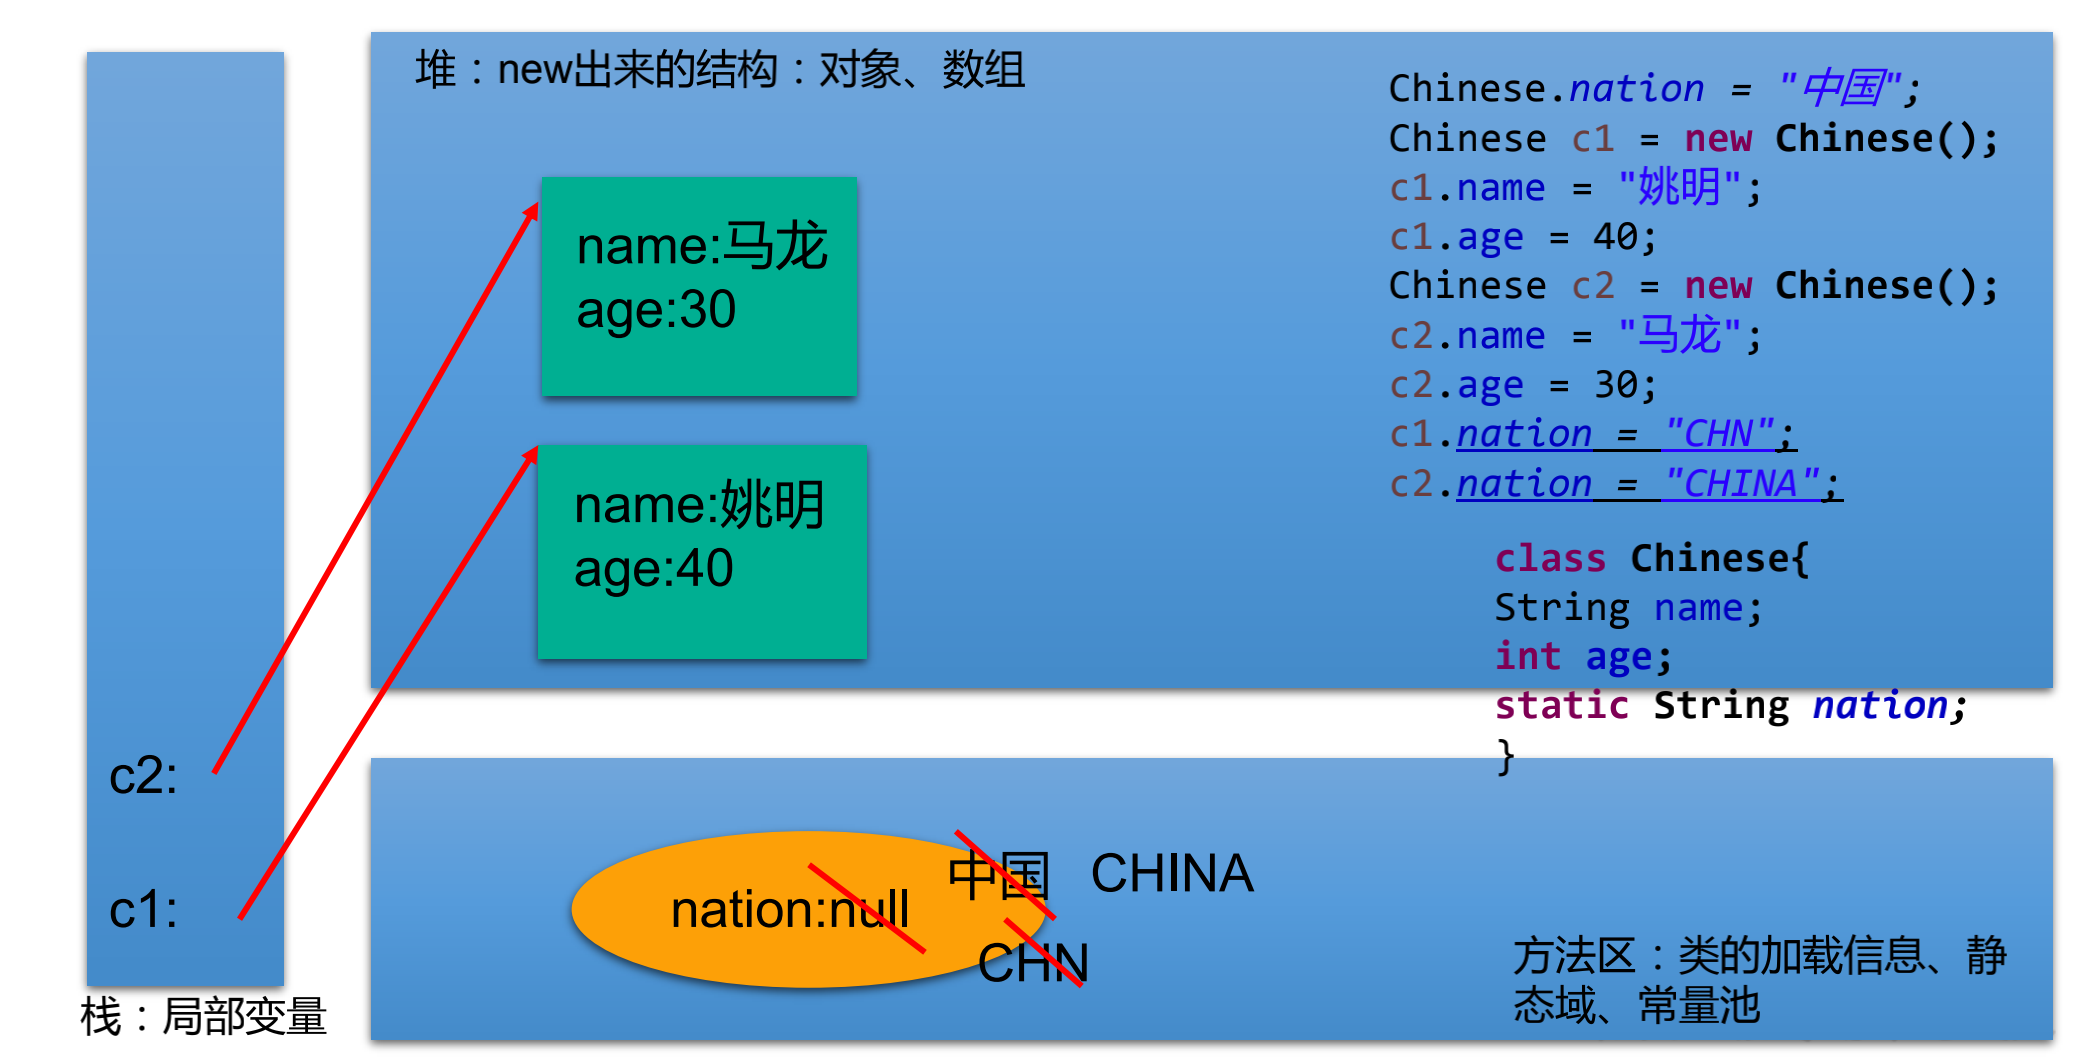 堆：new出来的结构：对象、数组
Chinese.nation = "中国";
Chinese c1 = new Chinese();
c1.name = "姚明";
c1.age = 40;
Chinese c2 = new Chinese();
c2.name = "马龙";
c2.age = 30;
c1.nation = "CHN";
c2.nation = "CHINA";
class Chinese{
String name;
int age;
static String nation;
}
name:马龙
age:30
name:姚明
age:40
c2:
c1:
栈：局部变量
nation:null
中国 CHINA
CHN
方法区：类的加载信息、静
态域、常量池